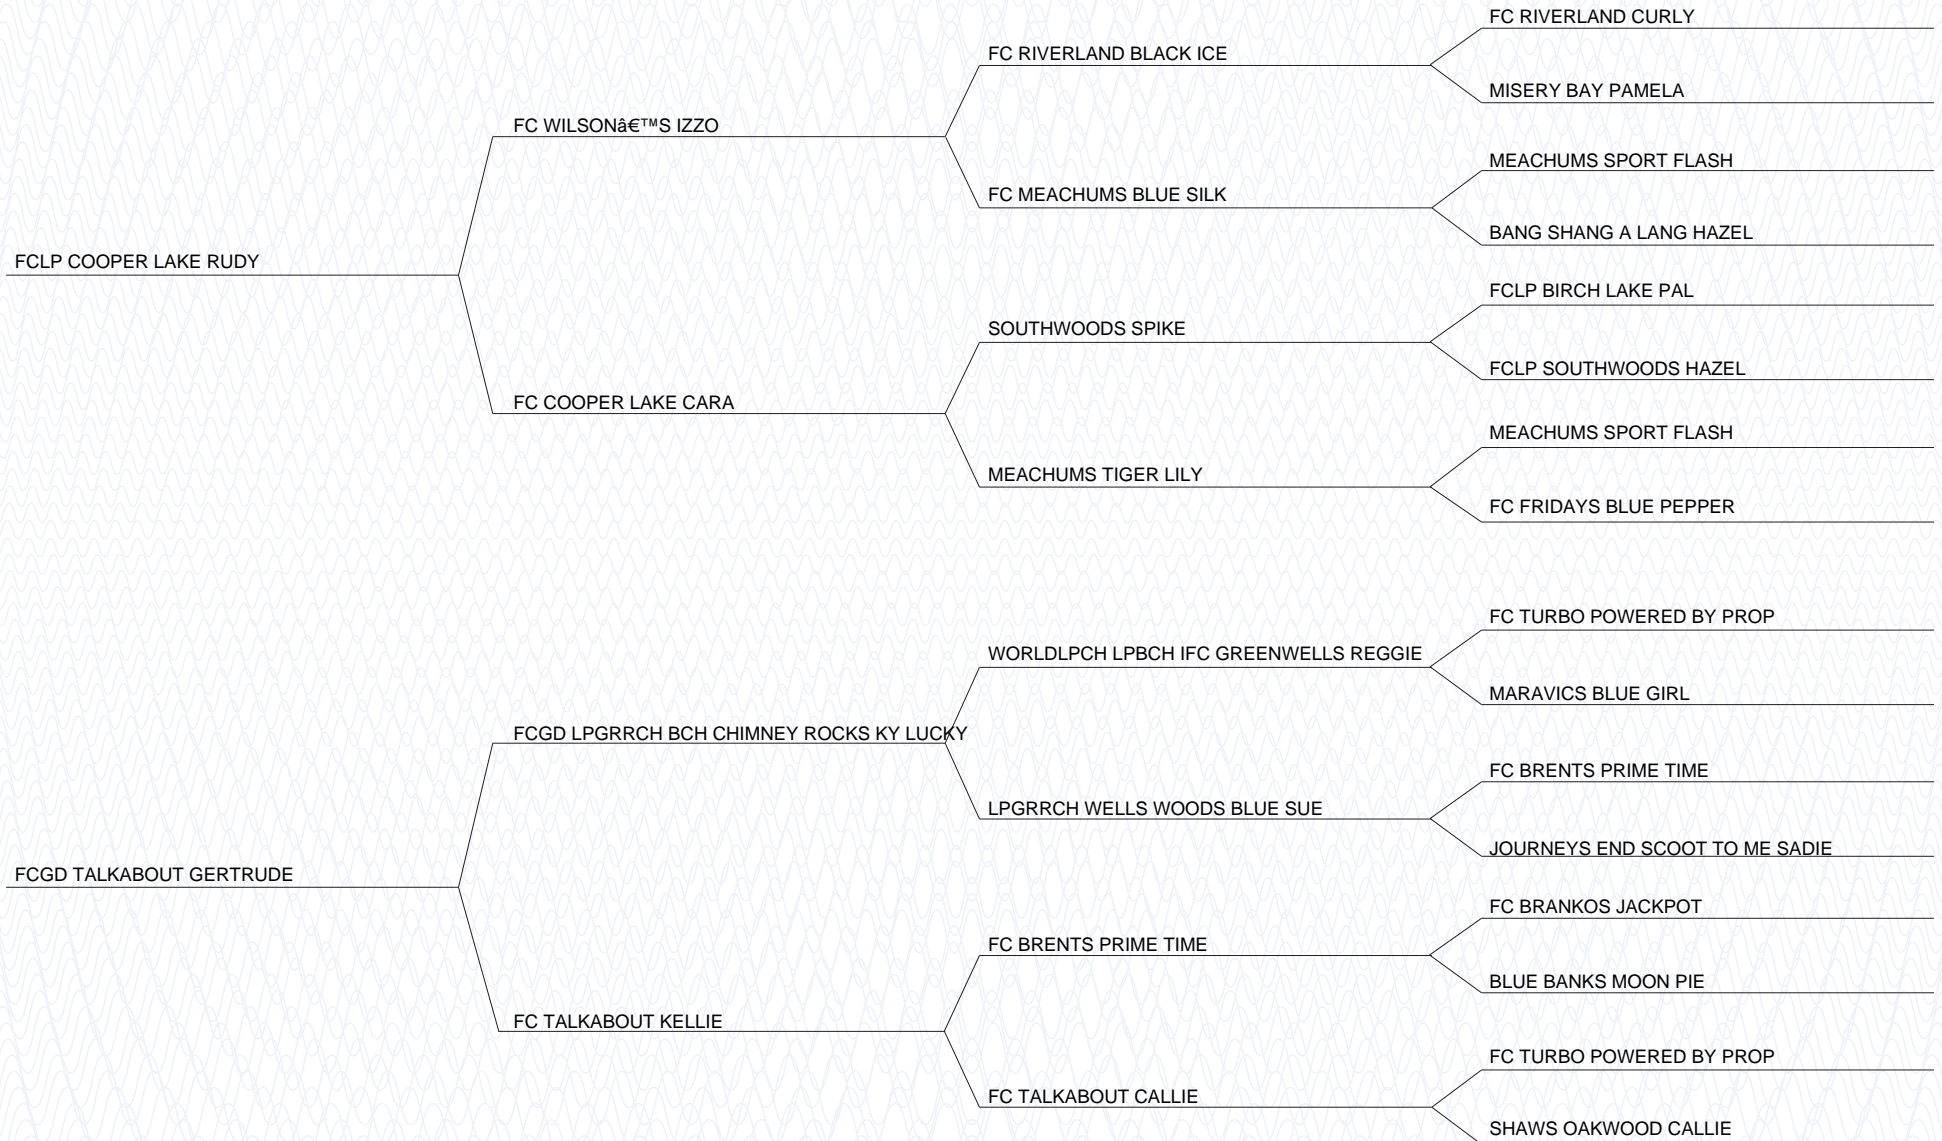 FC RIVERLAND CURLY
FC RIVERLAND BLACK ICE
MISERY BAY PAMELA
FC WILSONâ€™S IZZO
MEACHUMS SPORT FLASH
FC MEACHUMS BLUE SILK
BANG SHANG A LANG HAZEL
FCLP COOPER LAKE RUDY
FCLP BIRCH LAKE PAL
SOUTHWOODS SPIKE
FCLP SOUTHWOODS HAZEL
FC COOPER LAKE CARA
MEACHUMS SPORT FLASH
MEACHUMS TIGER LILY
FC FRIDAYS BLUE PEPPER
FC TURBO POWERED BY PROP
WORLDLPCH LPBCH IFC GREENWELLS REGGIE
MARAVICS BLUE GIRL
FCGD LPGRRCH BCH CHIMNEY ROCKS KY LUCKY
FC BRENTS PRIME TIME
LPGRRCH WELLS WOODS BLUE SUE
JOURNEYS END SCOOT TO ME SADIE
FCGD TALKABOUT GERTRUDE
FC BRANKOS JACKPOT
FC BRENTS PRIME TIME
BLUE BANKS MOON PIE
FC TALKABOUT KELLIE
FC TURBO POWERED BY PROP
FC TALKABOUT CALLIE
SHAWS OAKWOOD CALLIE